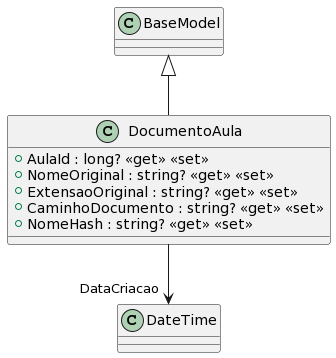 C BaseModel
C DocumentoAula
AulaId : long? «get» «set»
NomeOriginal : string? «get» «set»
ExtensaoOriginal : string? «get» «set»
CaminhoDocumento : string? «get» «set»
NomeHash : string? «get» «set»
DataCriacao
C DateTime